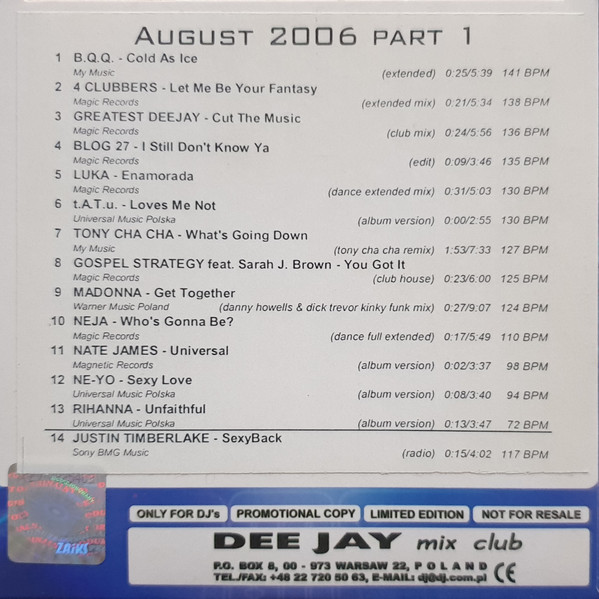 AUGUST 2006 PART 1
1 B.Q.Q. - Cold As Ice
My Music (extended) 0:25/5:39 141 BPM
2 4 CLUBBERS - Let Me Be Your Fantasy
Magic Records (extended mix) 0:21/5:34 138 BPM
3 GREATEST DEEJAY - Cut The Music
Magic Records (club mix) 0:24/5:56 136 BPM
4 BLOG 27 - I Still Don't Know Ya
Magic Records (edit) 0:09/3:46 135 BPM
5 LUKA - Enamorada
Magic Records (dance extended mix) 0:31/5:03 130 BPM
6 t.A.T.u. - Loves Me Not
Universal Music Polska (album version) 0:00/2:55 130 BPM
7 TONY CHA CHA - What's Going Down
My Music (tony cha cha remix) 1:53/7:33 127 BPM
8 GOSPEL STRATEGY feat. Sarah J. Brown - You Got It
Magic Records (club house) 0:23/6:00 125 BPM
9 MADONNA - Get Together
Warner Music Poland (danny howells & dick trevor kinky funk mix) 0:27/9:07 124 BPM
10 NEJA - Who's Gonna Be?
Magic Records (dance full extended) 0:17/5:49 110 BPM
11 NATE JAMES - Universal
Magnetic Records (album version) 0:02/3:37 98 BPM
12 NE-YO - Sexy Love
Universal Music Polska (album version) 0:08/3:40 94 BPM
13 RIHANNA - Unfaithful
Universal Music Polska (album version) 0:13/3:47 72 BPM
14 JUSTIN TIMBERLAKE - SexyBack
Sony BMG Music (radio) 0:15/4:02 117 BPM
ONLY FOR DJ's PROMOTIONAL COPY LIMITED EDITION NOT FOR RESALE
DEE JAY mix club
P.O. BOX 8, 00 - 973 WARSAW 22, P O L A N D
TEL./FAX: +48 22 720 50 63, E-MAIL: dj@dj.com.pl CE
ZAiKS